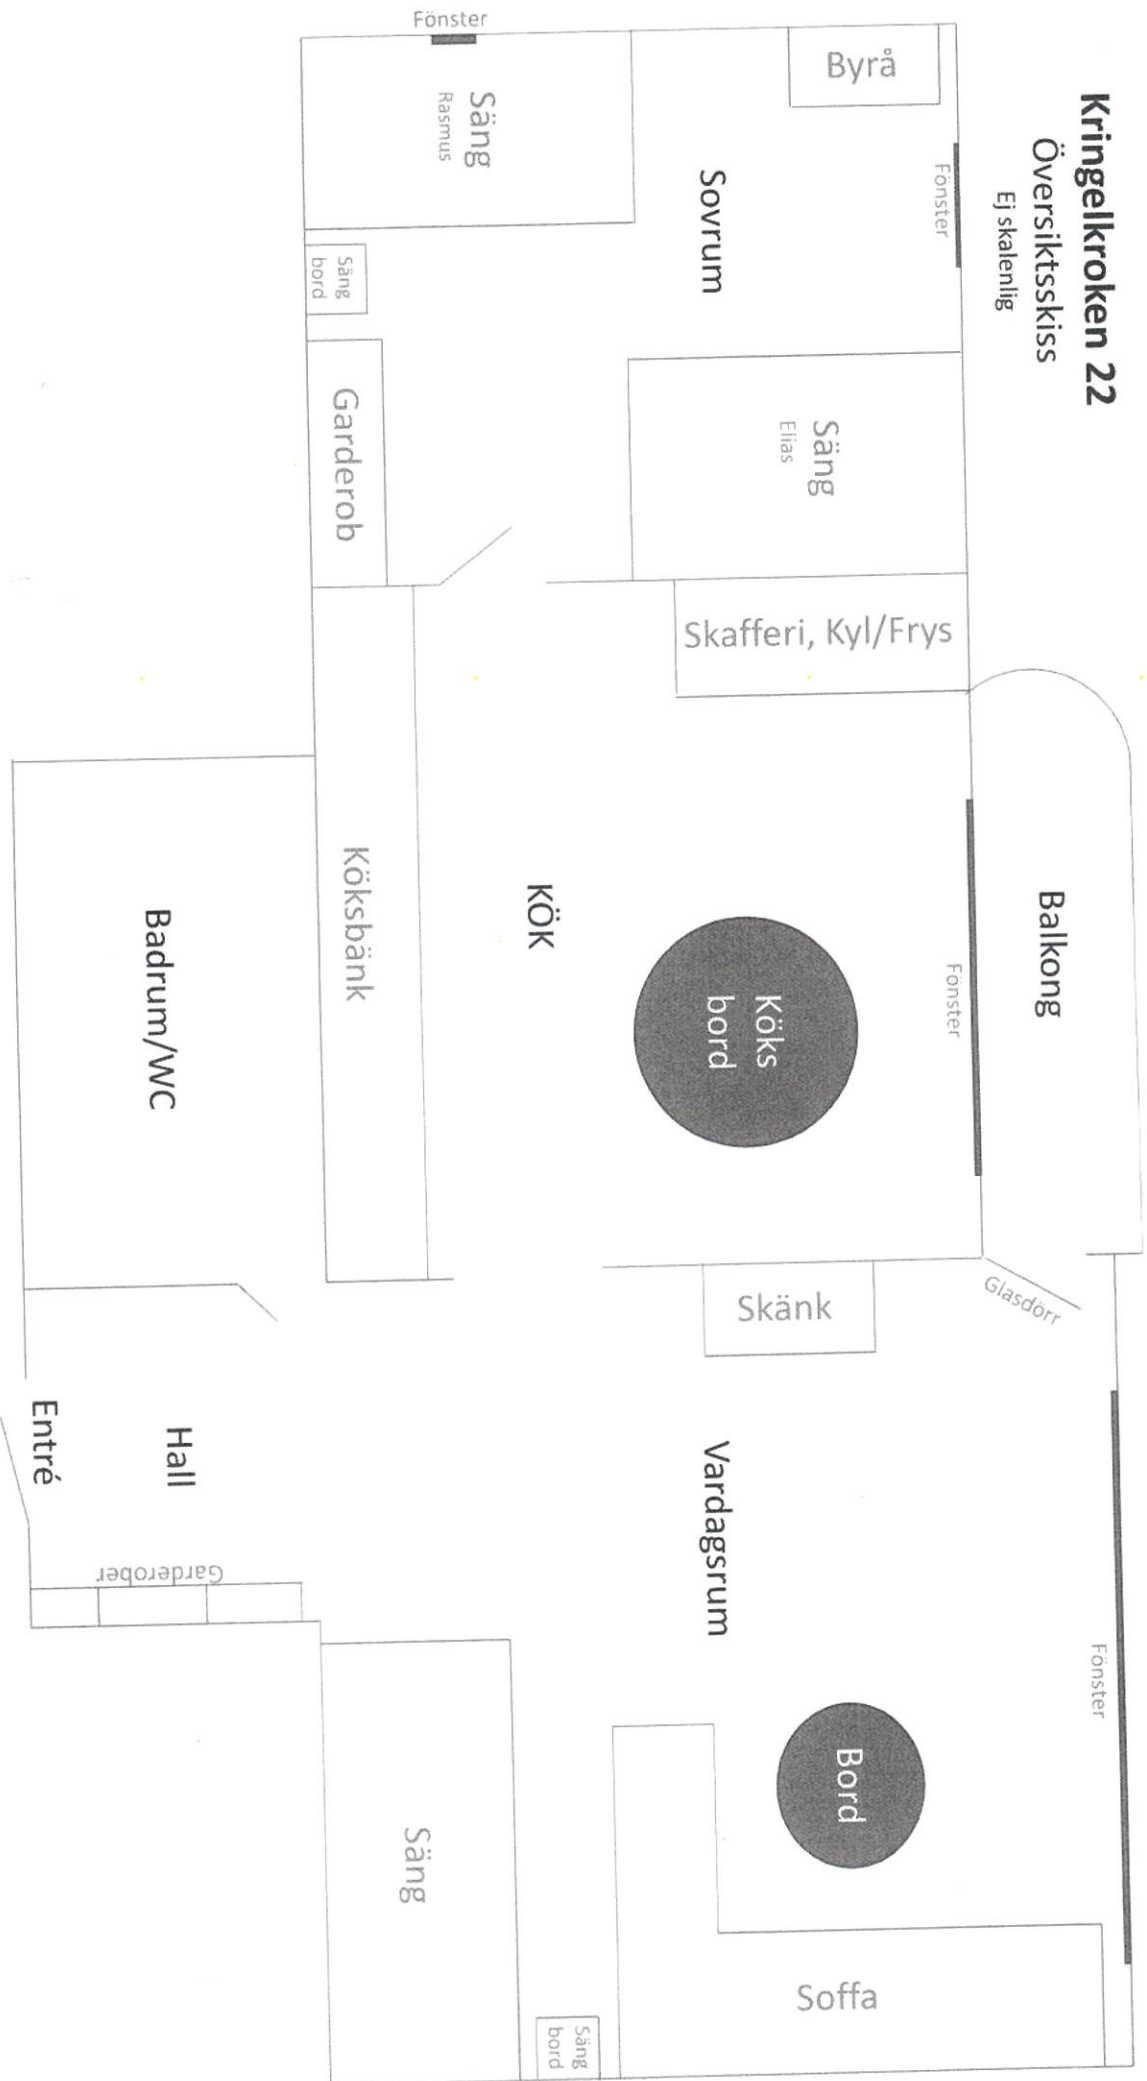 Kringelkroken 22
Översiktsskiss
Ej skalenlig
Fönster
Säng
Rasmus
Säng
bord
Garderob
Sovrum
Byrå
Fönster
Säng
Elias
Skafferi, Kyl/Frys
Balkong
Fönster
Köks
bord
KÖK
Köksbänk
Badrum/WC
Glasdörr
Skänk
Vardagsrum
Fönster
Bord
Soffa
Säng
bord
Säng
Hall
Garderober
Entré